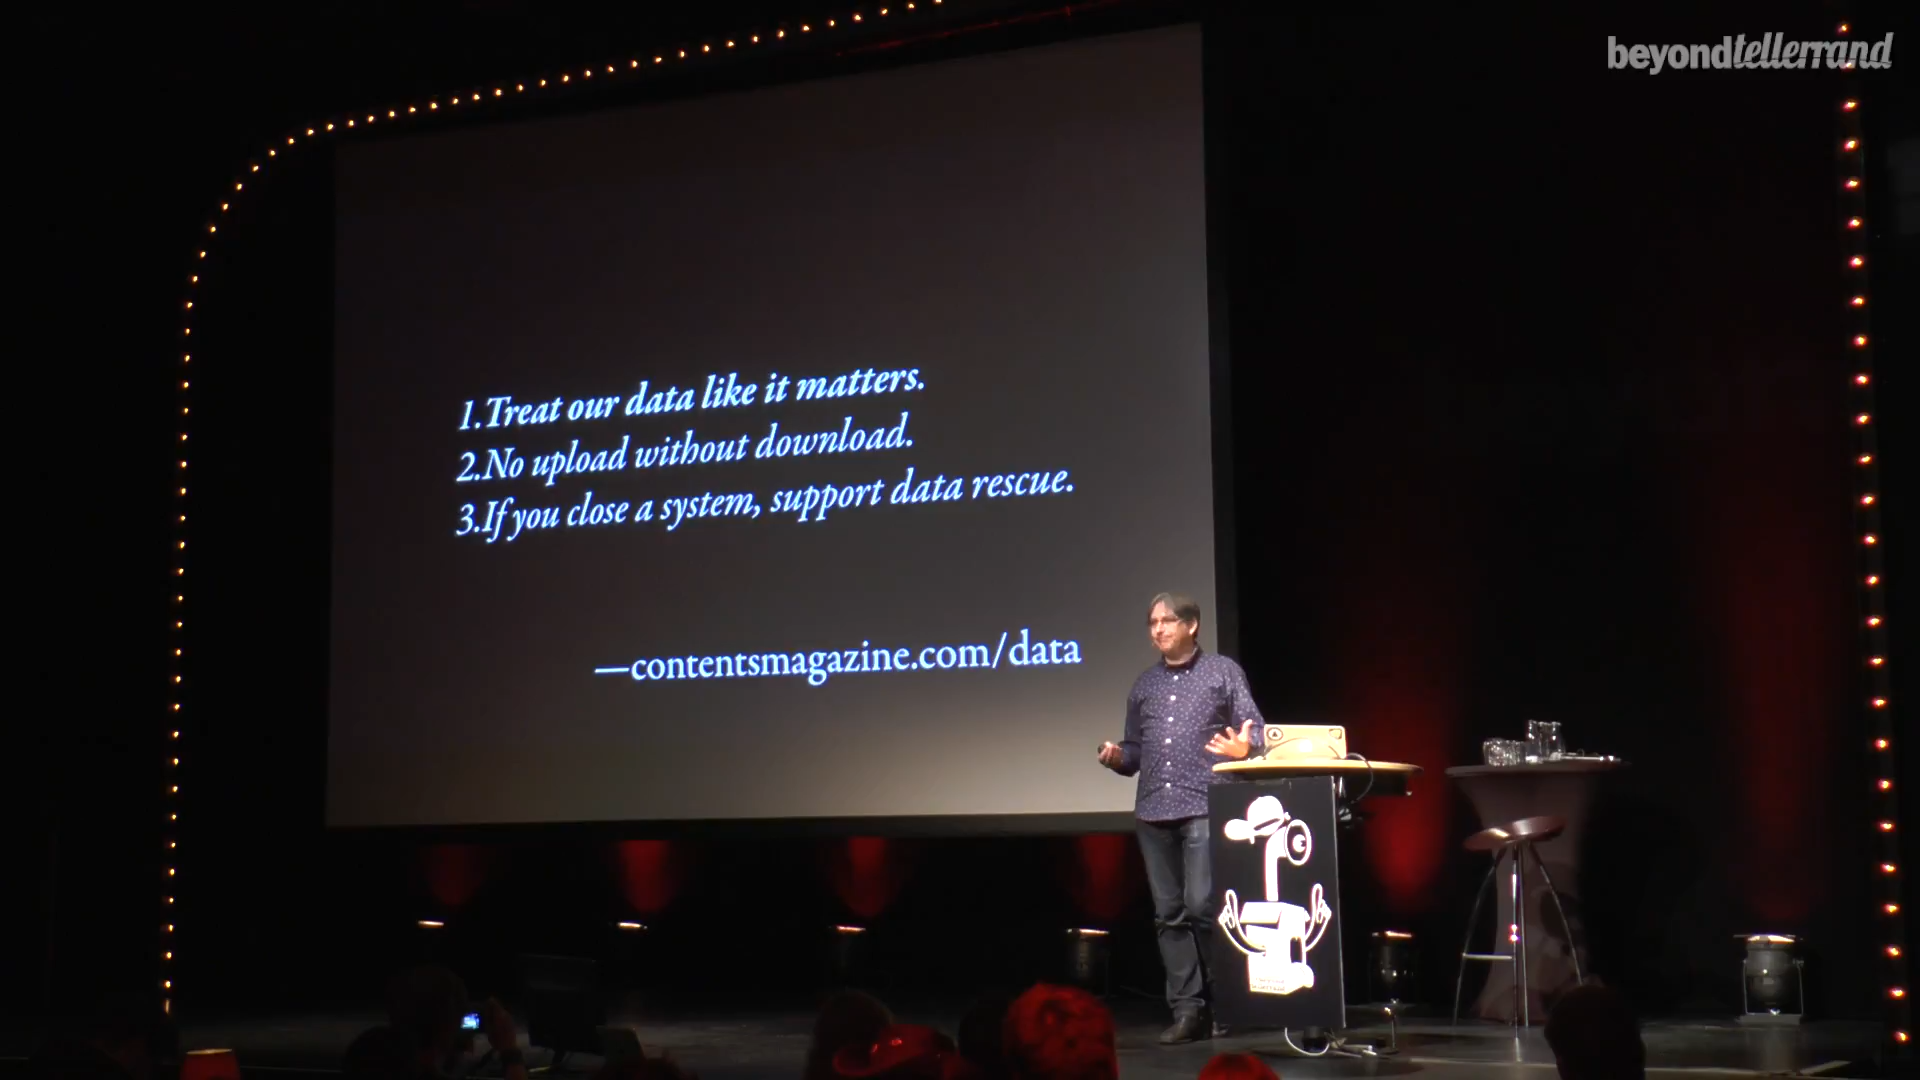 beyondtellerrand
1.Treat our data like it matters.
2.No upload without download.
3.If you close a system, support data rescue.
—contentsmagazine.com/data